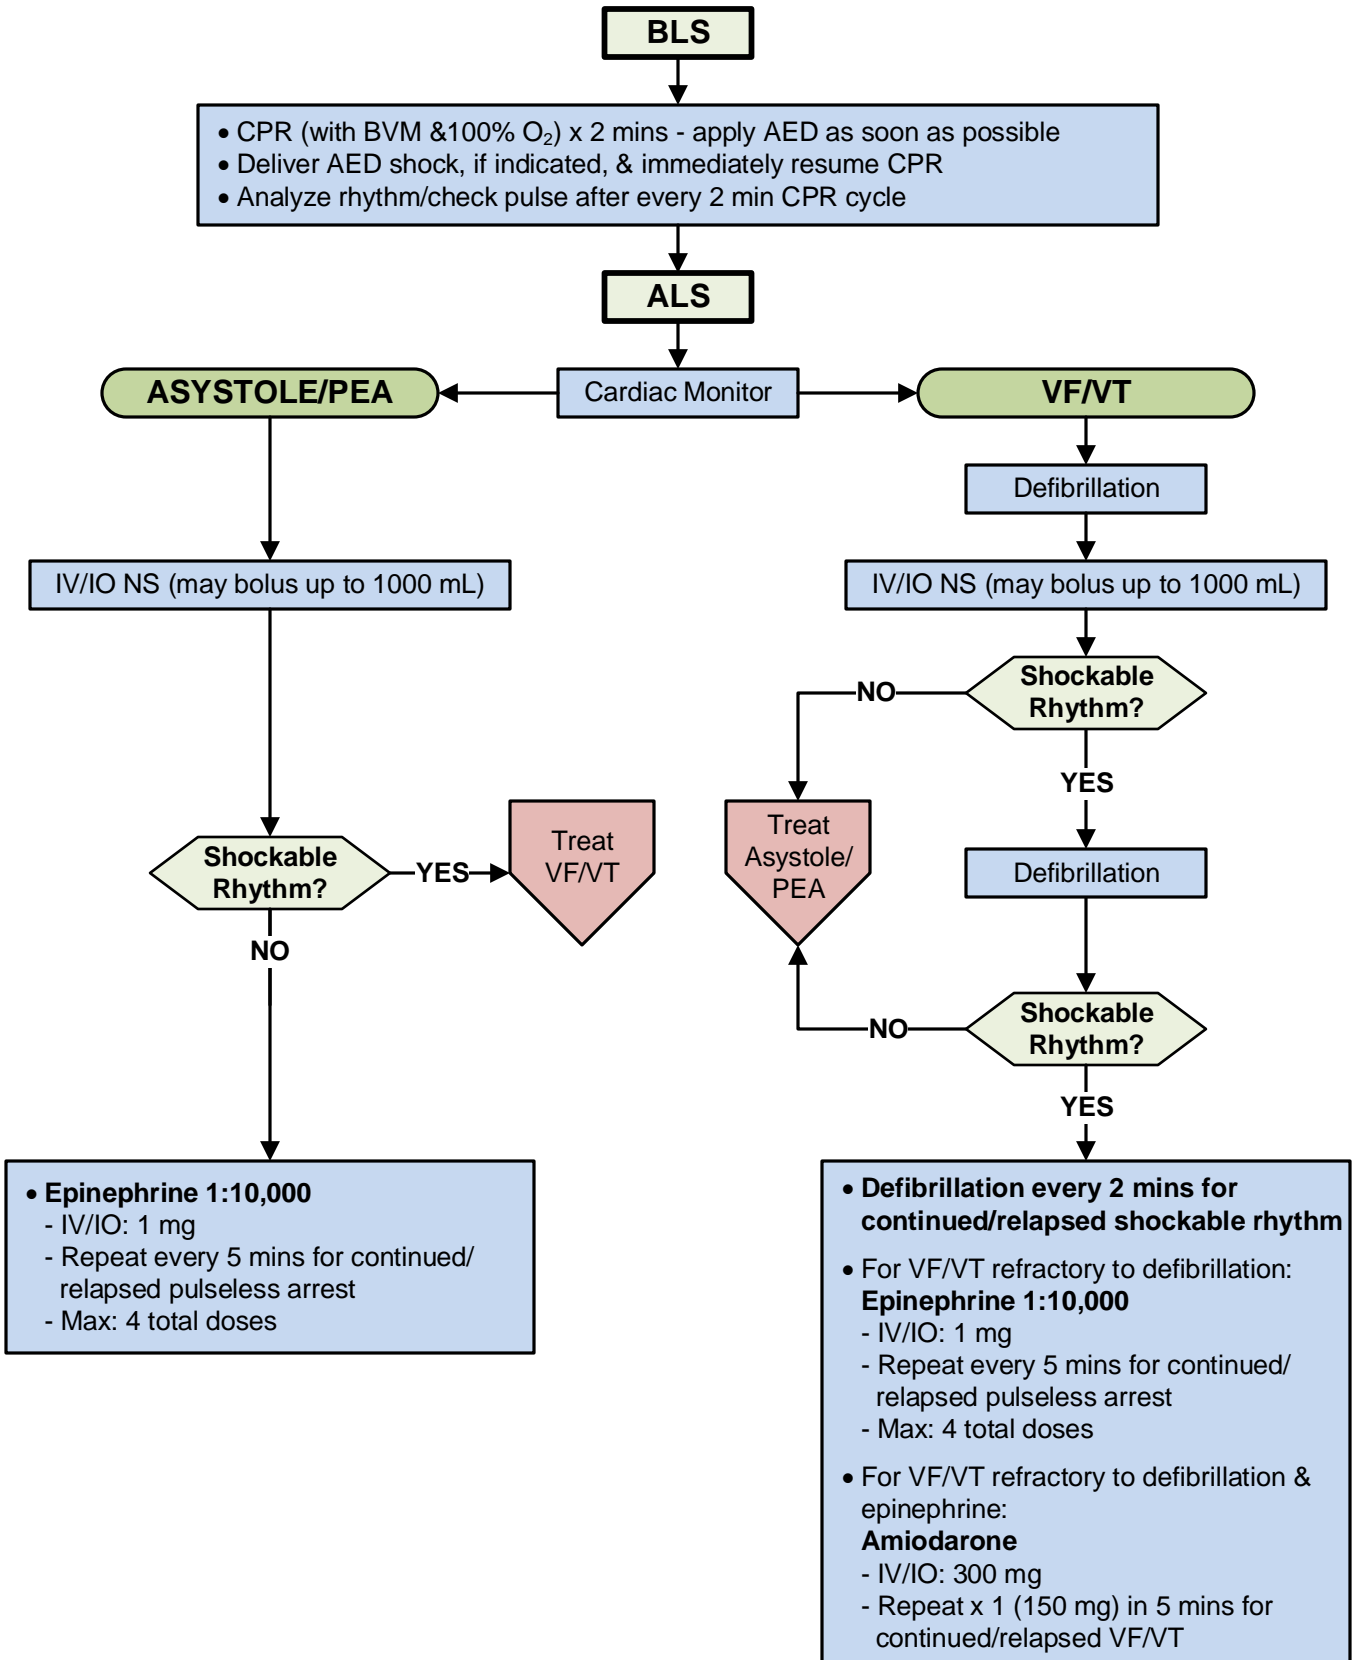 BLS
• CPR (with BVM &100% O₂) x 2 mins - apply AED as soon as possible
• Deliver AED shock, if indicated, & immediately resume CPR
• Analyze rhythm/check pulse after every 2 min CPR cycle
ALS
ASYSTOLE/PEA
Cardiac Monitor
VF/VT
Defibrillation
IV/IO NS (may bolus up to 1000 mL)
IV/IO NS (may bolus up to 1000 mL)
Shockable
Rhythm?
NO
YES
Treat
VF/VT
Treat
Asystole/
PEA
Shockable
Rhythm?
YES
Defibrillation
NO
Shockable
Rhythm?
NO
YES
• Epinephrine 1:10,000
- IV/IO: 1 mg
- Repeat every 5 mins for continued/
relapsed pulseless arrest
- Max: 4 total doses
• Defibrillation every 2 mins for
continued/relapsed shockable rhythm
• For VF/VT refractory to defibrillation:
Epinephrine 1:10,000
- IV/IO: 1 mg
- Repeat every 5 mins for continued/
relapsed pulseless arrest
- Max: 4 total doses
• For VF/VT refractory to defibrillation &
epinephrine:
Amiodarone
- IV/IO: 300 mg
- Repeat x 1 (150 mg) in 5 mins for
continued/relapsed VF/VT